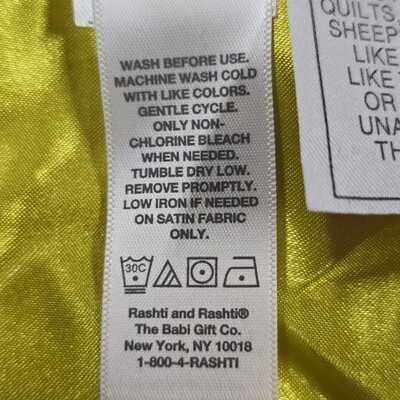 WASH BEFORE USE.
MACHINE WASH COLD
WITH LIKE COLORS.
GENTLE CYCLE.
ONLY NON-
CHLORINE BLEACH
WHEN NEEDED.
TUMBLE DRY LOW.
REMOVE PROMPTLY.
LOW IRON IF NEEDED
ON SATIN FABRIC
ONLY.
30C
Rashti and Rashti®
The Babi Gift Co.
New York, NY 10018
1-800-4-RASHTI
QUILTS,
SHEEP
LIKE
LIKE
OR
UNA
TH